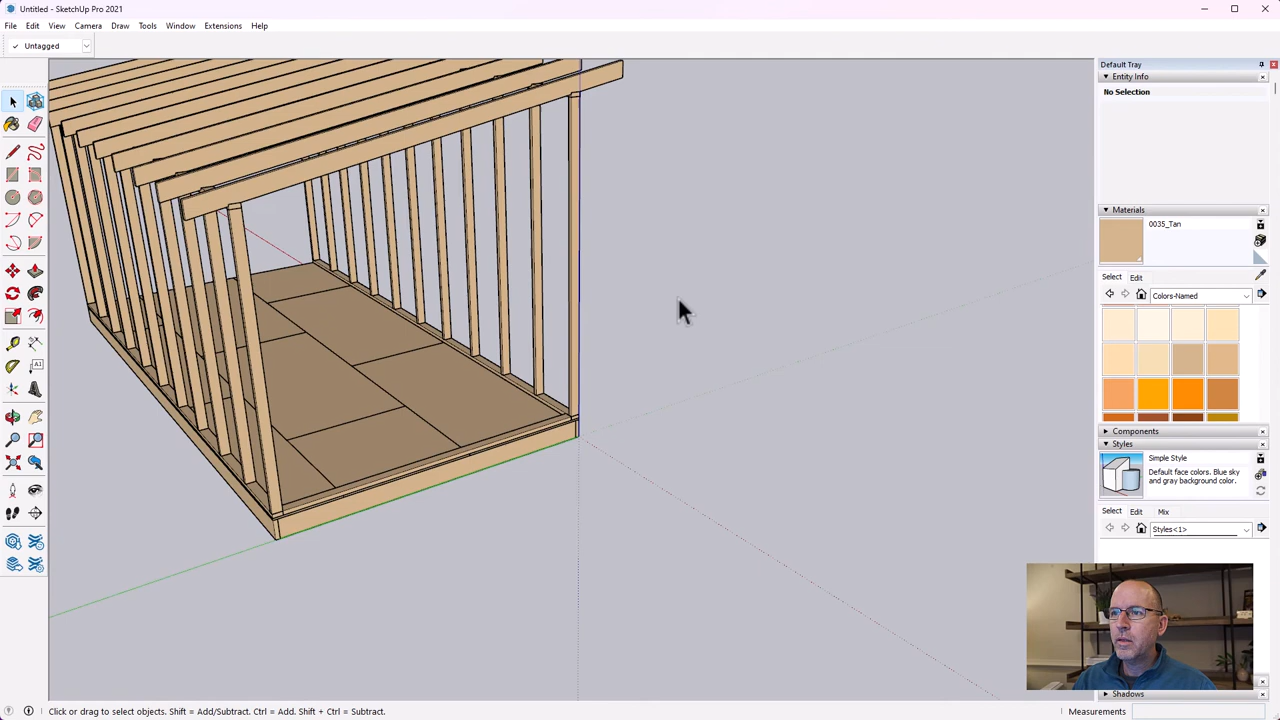 Untitled - SketchUp Pro 2021
File Edit View Camera Draw Tools Window Extensions Help
✓ Untagged
Default Tray
Entity Info
No Selection
Materials
0035_Tan
Select Edit
Colors-Named
Components
Styles
Simple Style
Default face colors. Blue sky
and gray background color.
Select Edit Mix
Styles<1>
Shadows
Click or drag to select objects. Shift = Add/Subtract. Ctrl = Add. Shift + Ctrl = Subtract.
Measurements